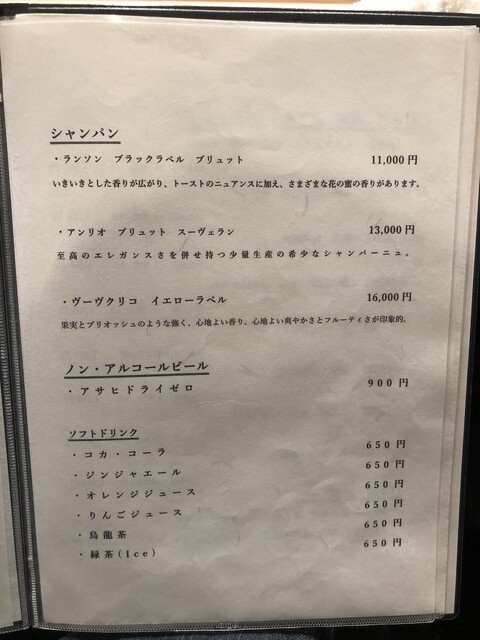 シャンパン
・ランソン ブラックラベル ブリュット 11,000円
いきいきとした香りが広がり、トーストのニュアンスに加え、さまざまな花の蜜の香りがあります。
・アンリオ ブリュット スーヴェラン 13,000円
至高のエレガンスさを併せ持つ少量生産の希少なシャンパーニュ。
・ヴーヴクリコ イエローラベル 16,000円
果実とブリオッシュのような強く、心地よい香り、心地よい爽やかさとフルーティさが印象的。
ノン・アルコールビール
・アサヒドライゼロ 900円
ソフトドリンク
・コカ・コーラ 650円
・ジンジャエール 650円
・オレンジジュース 650円
・りんごジュース 650円
・烏龍茶 650円
・緑茶(Ice) 650円